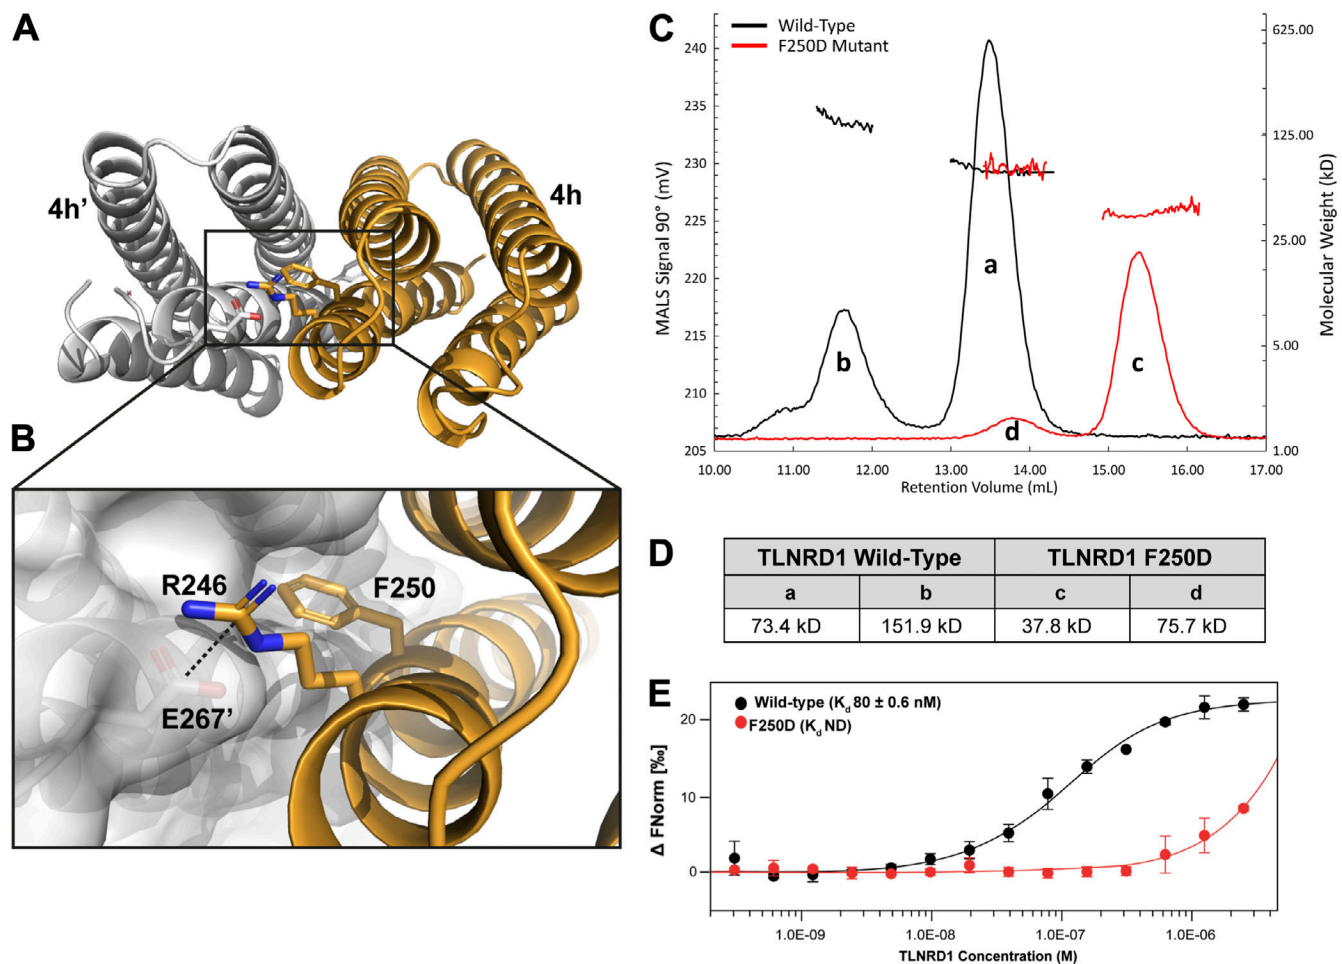 A
4h'
4h
B
R246
F250
E267'
C
Wild-Type
F250D Mutant
MALS Signal 90° (mV)
240
235
230
225
220
215
210
205
625.00
125.00
25.00
5.00
1.00
Molecular Weight (kD)
a
b
c
d
10.00 11.00 12.00 13.00 14.00 15.00 16.00 17.00
Retention Volume (mL)
D
TLNRD1 Wild-Type TLNRD1 F250D
a b c d
73.4 kD 151.9 kD 37.8 kD 75.7 kD
E
Wild-type (Kd 80 ± 0.6 nM)
F250D (Kd ND)
Δ FNorm [‰]
20
10
0
1.0E-09 1.0E-08 1.0E-07 1.0E-06
TLNRD1 Concentration (M)